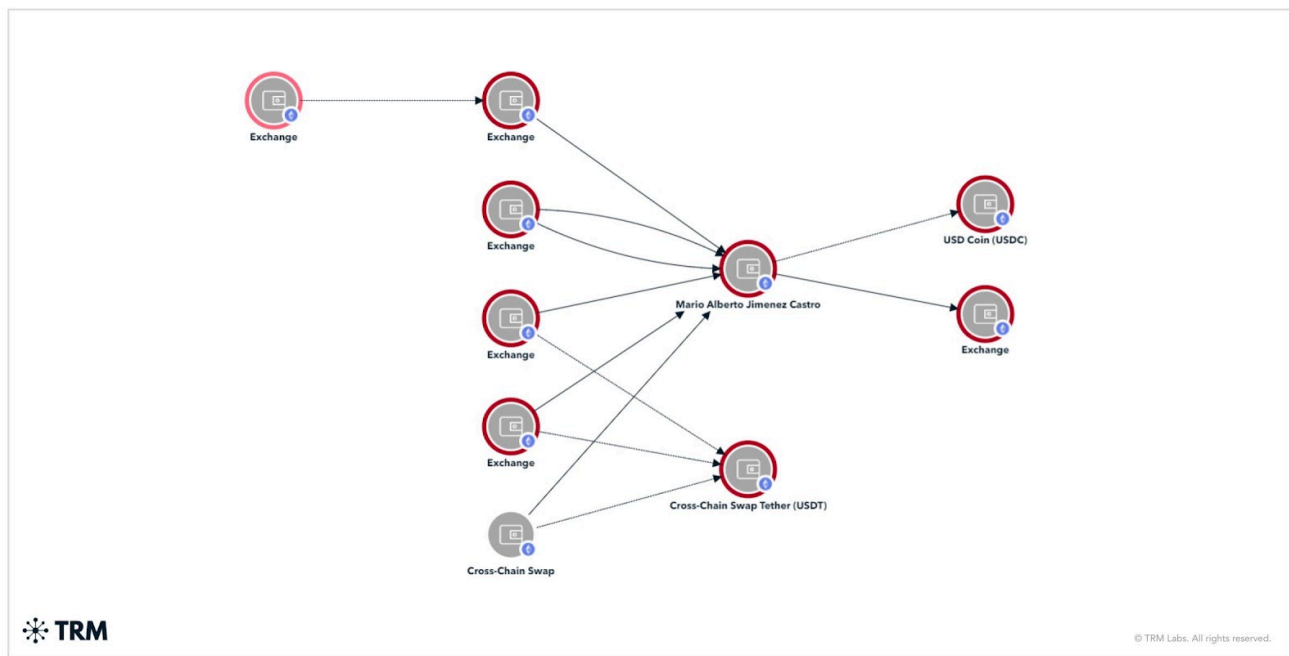 Exchange
Exchange
Exchange
USD Coin (USDC)
Mario Alberto Jimenez Castro
Exchange
Exchange
Exchange
Cross-Chain Swap Tether (USDT)
Cross-Chain Swap
TRM
© TRM Labs. All rights reserved.